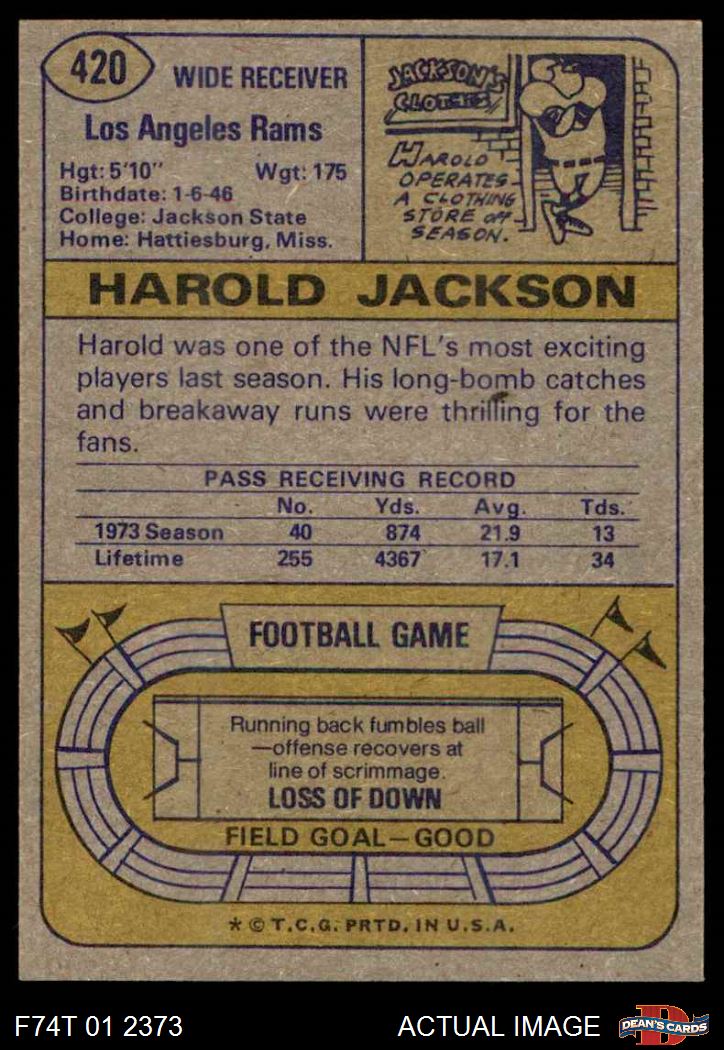 420
WIDE RECEIVER
Los Angeles Rams
Hgt: 5'10" Wgt: 175
Birthdate: 1-6-46
College: Jackson State
Home: Hattiesburg, Miss.
JACKSON'S
CLOTHES
HAROLD
OPERATES
A CLOTHING
STORE OFF
SEASON.
HAROLD JACKSON
Harold was one of the NFL's most exciting
players last season. His long-bomb catches
and breakaway runs were thrilling for the
fans.
PASS RECEIVING RECORD
No. Yds. Avg. Tds.
1973 Season 40 874 21.9 13
Lifetime 255 4367 17.1 34
FOOTBALL GAME
Running back fumbles ball
—offense recovers at
line of scrimmage.
LOSS OF DOWN
FIELD GOAL—GOOD
* © T.C.G. PRTD. IN U.S.A.
F74T 01 2373 ACTUAL IMAGE
D
DEAN'S CARDS